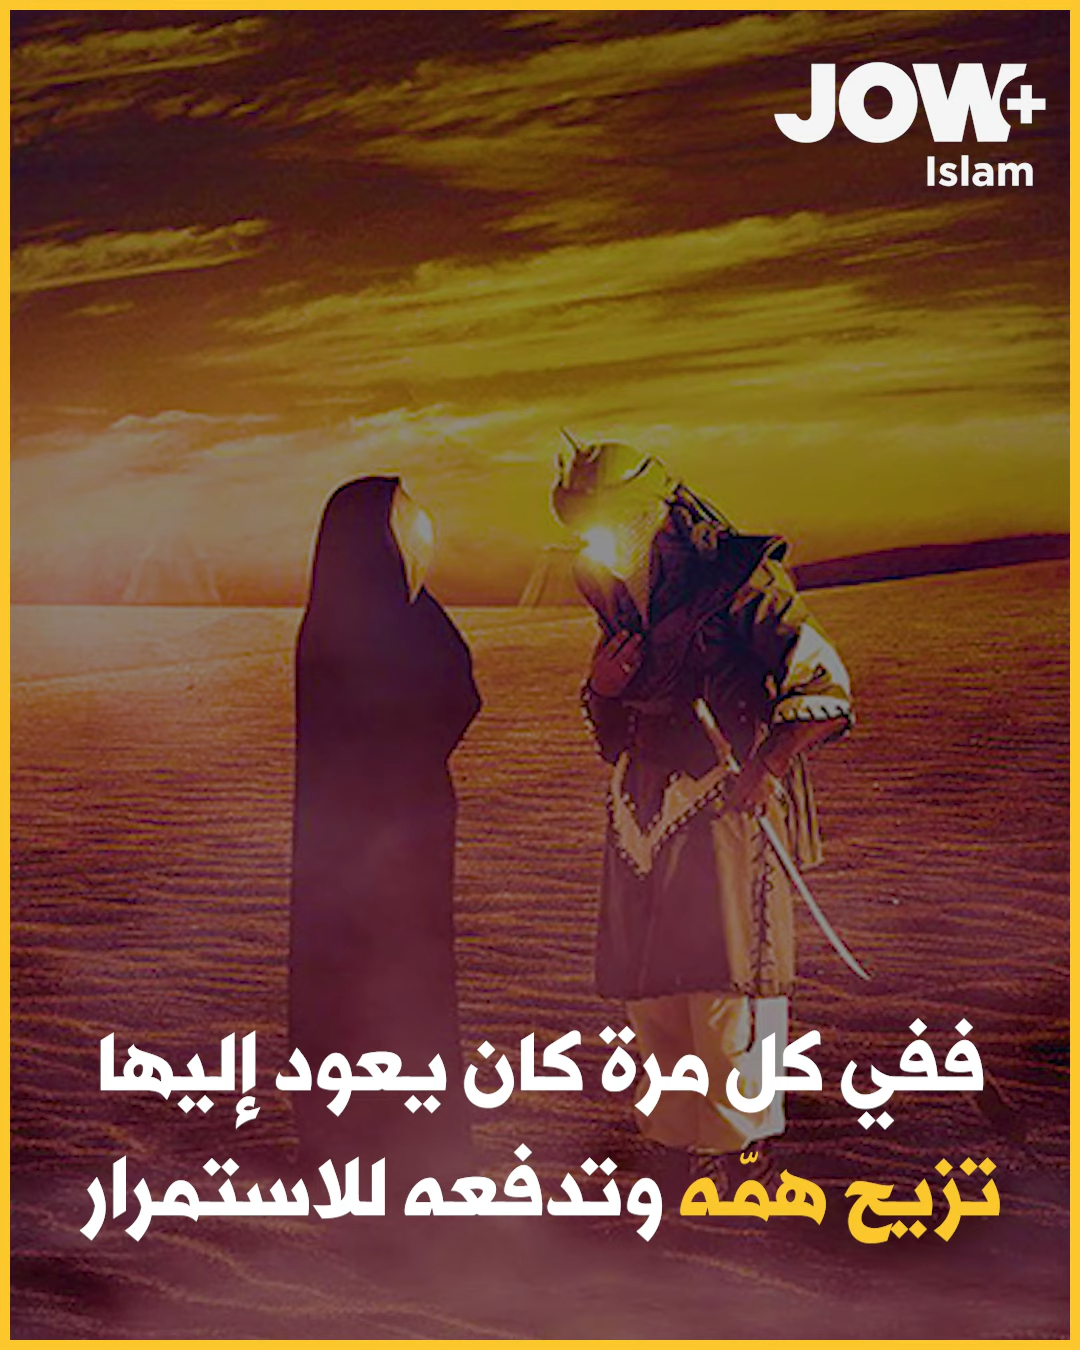 JOW+
Islam
ففي كل مرة كان يعود إليها
تزيح همّه وتدفعه للاستمرار